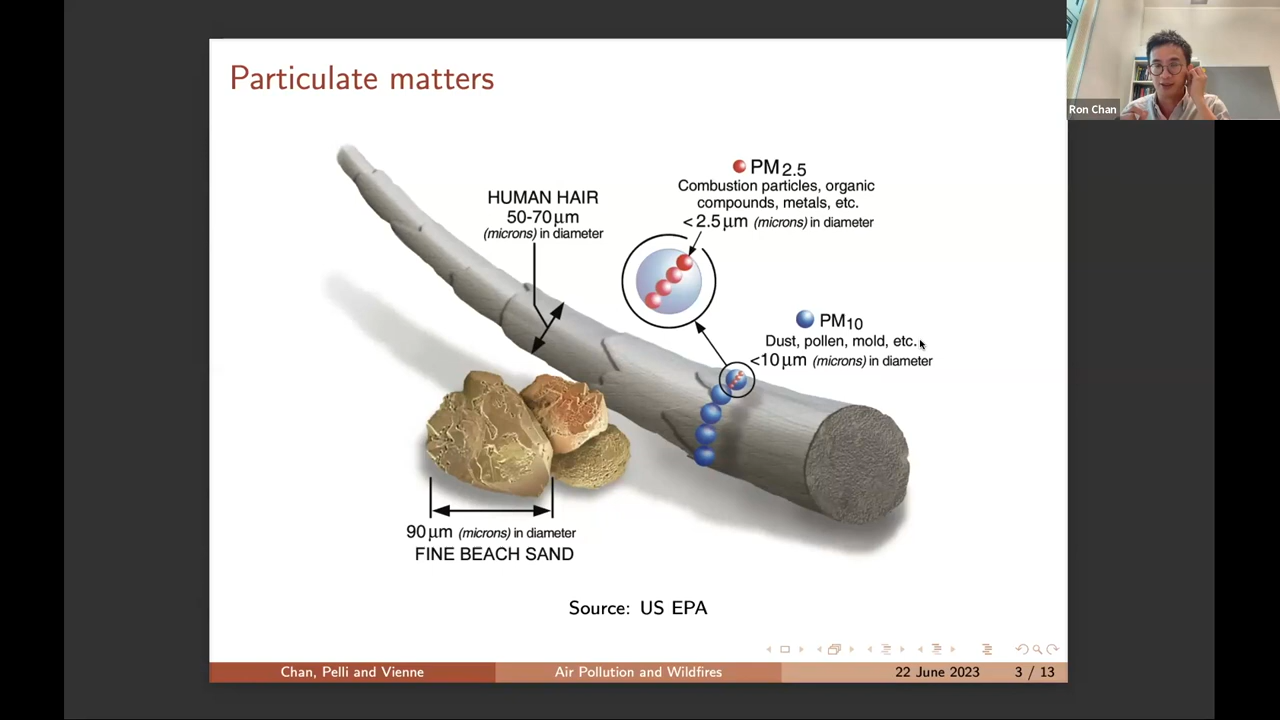 Particulate matters
Ron Chan
PM2.5
Combustion particles, organic
compounds, metals, etc.
<2.5μm (microns) in diameter
HUMAN HAIR
50-70μm
(microns) in diameter
PM10
Dust, pollen, mold, etc.
<10μm (microns) in diameter
90μm (microns) in diameter
FINE BEACH SAND
Source: US EPA
Chan, Pelli and Vienne
Air Pollution and Wildfires
22 June 2023
3 / 13